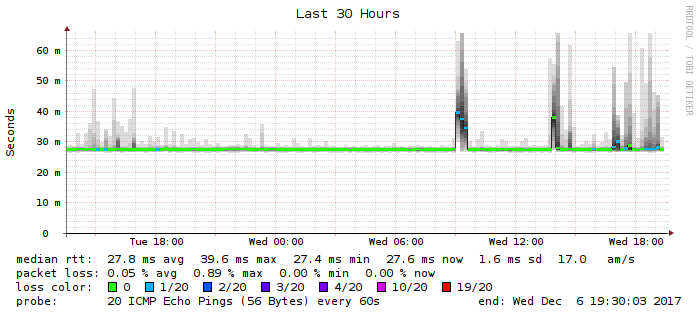 Last 30 Hours
RRDTOOL / TOBI OETIKER
Seconds
60 m
50 m
40 m
30 m
20 m
10 m
0
Tue 18:00 Wed 00:00 Wed 06:00 Wed 12:00 Wed 18:00
median rtt: 27.8 ms avg 39.6 ms max 27.4 ms min 27.6 ms now 1.6 ms sd 17.0 am/s
packet loss: 0.05 % avg 0.89 % max 0.00 % min 0.00 % now
loss color: 0 1/20 2/20 3/20 4/20 10/20 19/20
probe: 20 ICMP Echo Pings (56 Bytes) every 60s end: Wed Dec 6 19:30:03 2017